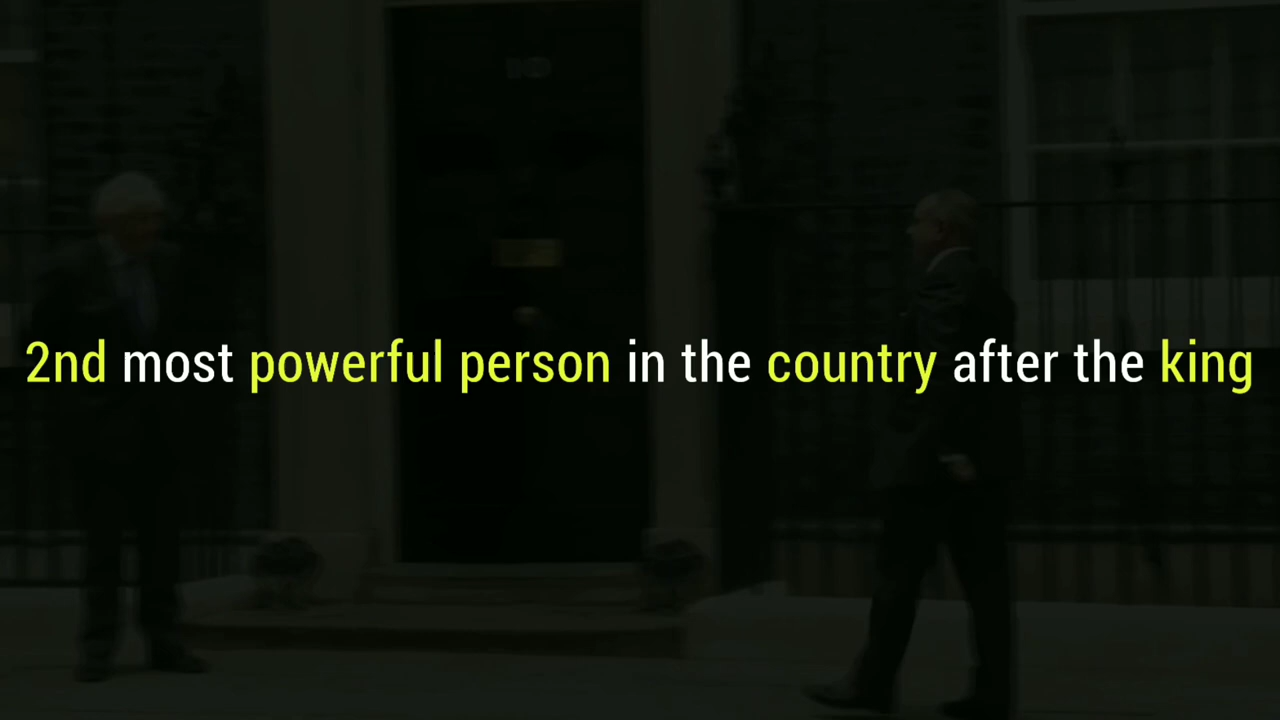 2nd most powerful person in the country after the king